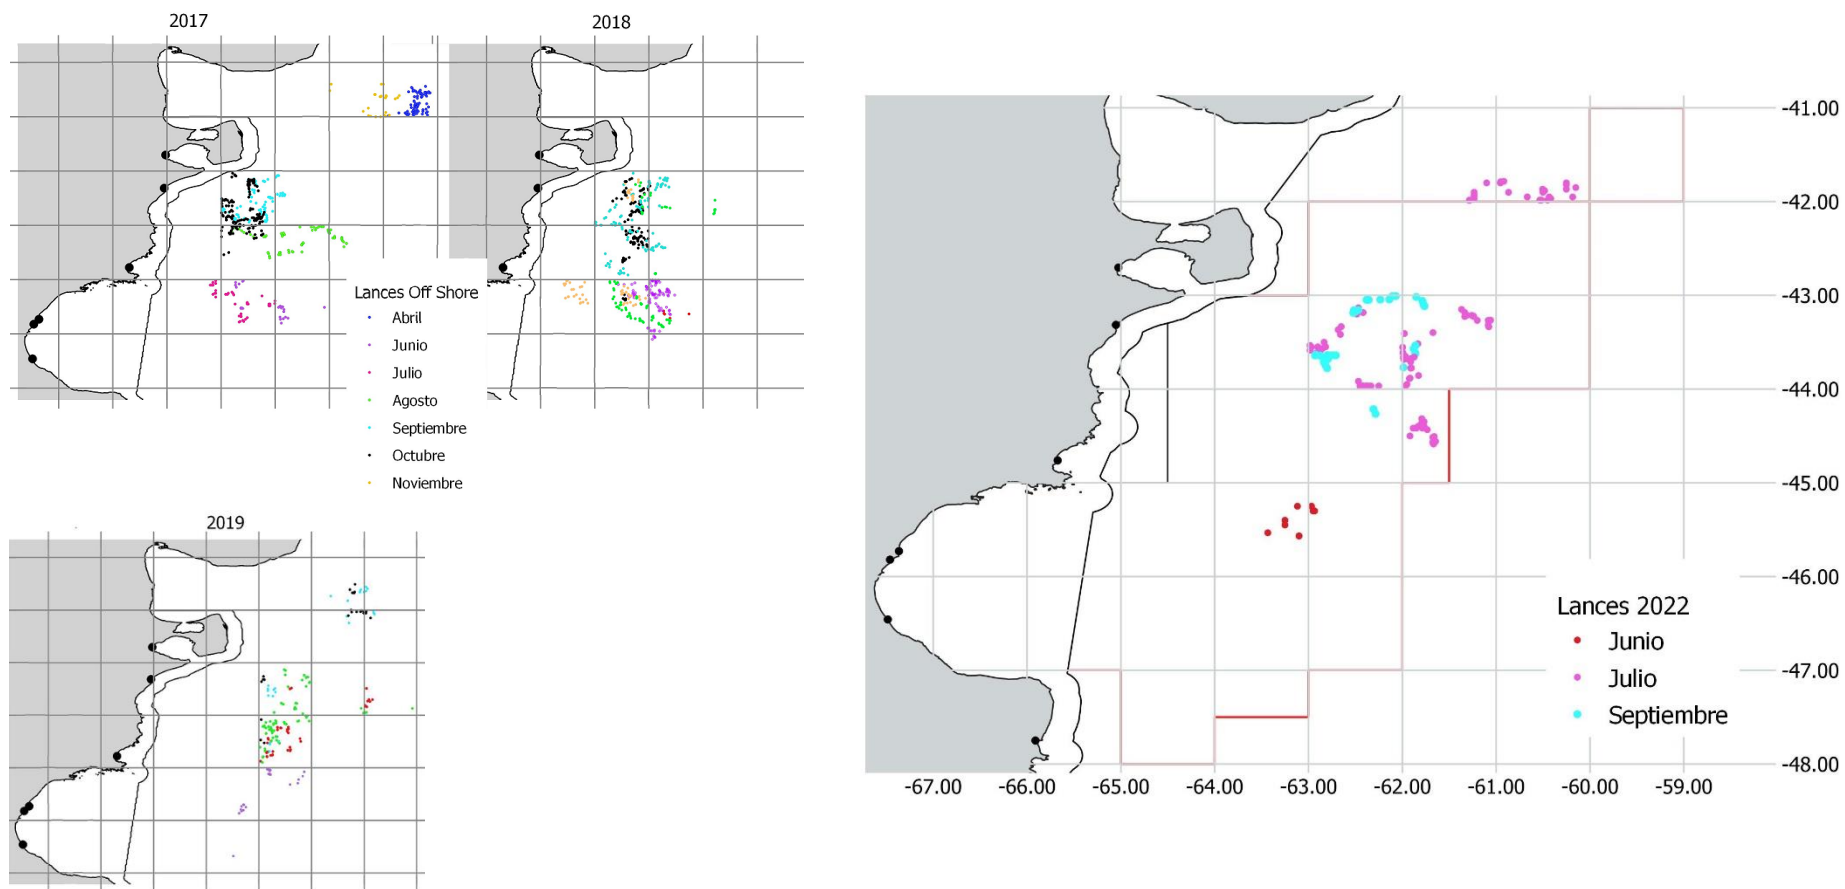 2017
2018
Lances Off Shore
Abril
Junio
Julio
Agosto
Septiembre
Octubre
Noviembre
2019
-41.00
-42.00
-43.00
-44.00
-45.00
-46.00
-47.00
-48.00
Lances 2022
Junio
Julio
Septiembre
-67.00 -66.00 -65.00 -64.00 -63.00 -62.00 -61.00 -60.00 -59.00